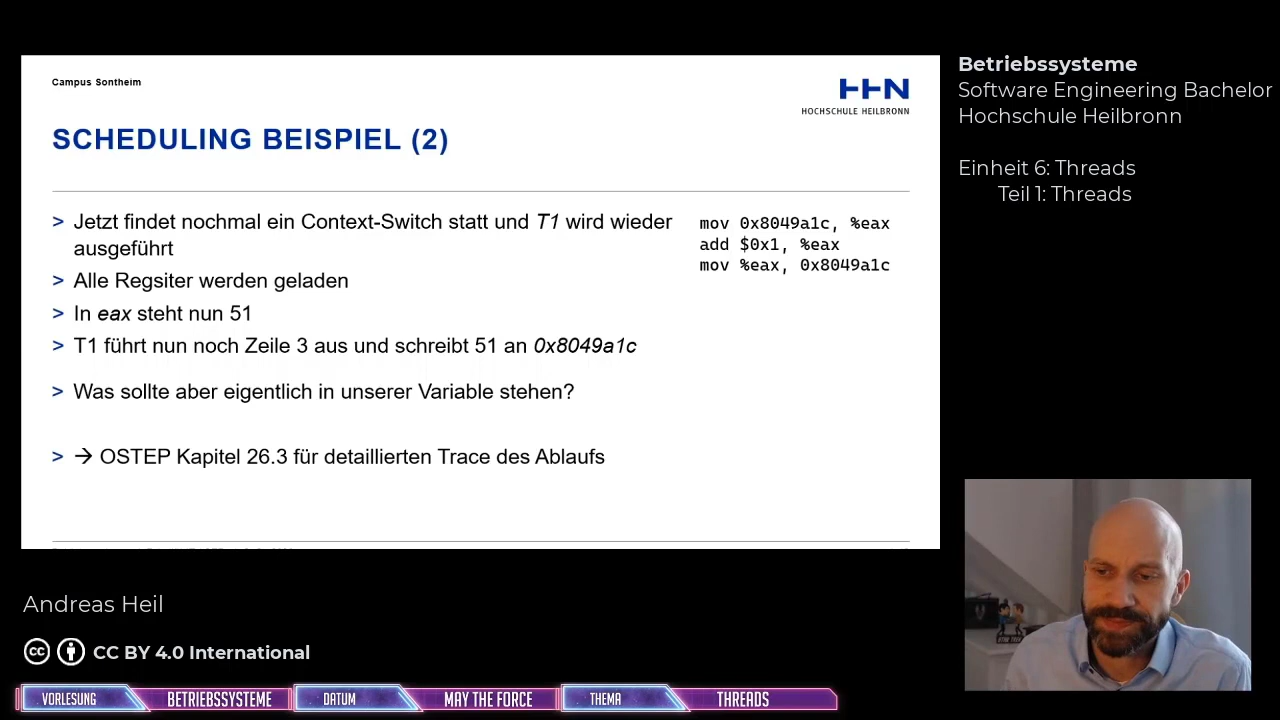 Campus Sontheim
HHN
HOCHSCHULE HEILBRONN
SCHEDULING BEISPIEL (2)
> Jetzt findet nochmal ein Context-Switch statt und T1 wird wieder
ausgeführt
> Alle Regsiter werden geladen
> In eax steht nun 51
> T1 führt nun noch Zeile 3 aus und schreibt 51 an 0x8049a1c
> Was sollte aber eigentlich in unserer Variable stehen?
> → OSTEP Kapitel 26.3 für detaillierten Trace des Ablaufs
mov 0x8049a1c, %eax
add $0x1, %eax
mov %eax, 0x8049a1c
Betriebssysteme
Software Engineering Bachelor
Hochschule Heilbronn
Einheit 6: Threads
Teil 1: Threads
STAR TREK
Andreas Heil
cc CC BY 4.0 International
VORLESUNG BETRIEBSSYSTEME DATUM MAY THE FORCE THEMA THREADS